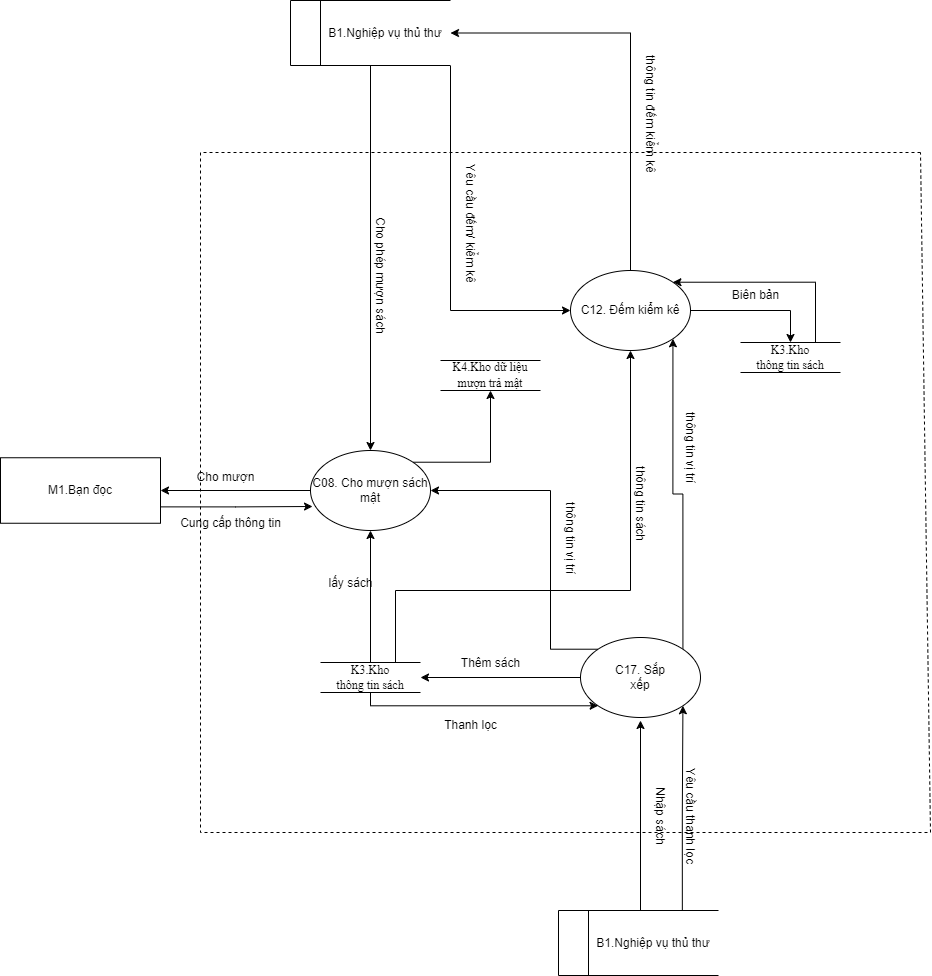 B1.Nghiệp vụ thủ thư
thông tin đếm kiểm kê
Yêu cầu đếm/ kiểm kê
Cho phép mượn sách
C12. Đếm kiểm kê
Biên bản
K3.Kho
thông tin sách
K4.Kho dữ liệu
mượn trả mật
thông tin vị trí
M1.Bạn đọc
Cho mượn
C08. Cho mượn sách
mật
Cung cấp thông tin
thông tin sách
thông tin vị trí
lấy sách
K3.Kho
thông tin sách
Thêm sách
C17. Sắp
xếp
Thanh lọc
Nhập sách
Yêu cầu thanh lọc
B1.Nghiệp vụ thủ thư